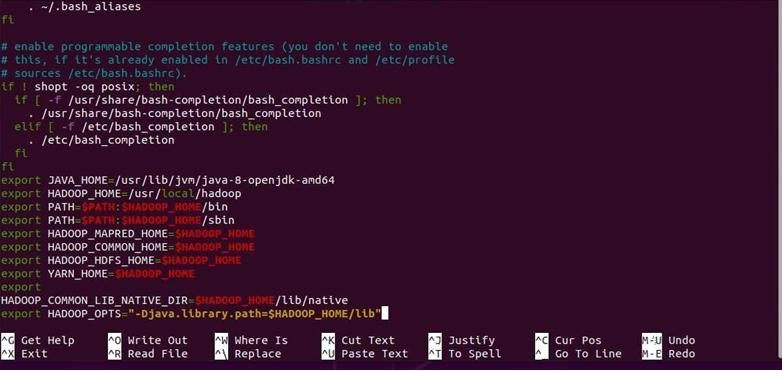 . ~/.bash_aliases
fi

# enable programmable completion features (you don't need to enable
# this, if it's already enabled in /etc/bash.bashrc and /etc/profile
# sources /etc/bash.bashrc).
if ! shopt -oq posix; then
  if [ -f /usr/share/bash-completion/bash_completion ]; then
    . /usr/share/bash-completion/bash_completion
  elif [ -f /etc/bash_completion ]; then
    . /etc/bash_completion
  fi
fi
export JAVA_HOME=/usr/lib/jvm/java-8-openjdk-amd64
export HADOOP_HOME=/usr/local/hadoop
export PATH=$PATH:$HADOOP_HOME/bin
export PATH=$PATH:$HADOOP_HOME/sbin
export HADOOP_MAPRED_HOME=$HADOOP_HOME
export HADOOP_COMMON_HOME=$HADOOP_HOME
export HADOOP_HDFS_HOME=$HADOOP_HOME
export YARN_HOME=$HADOOP_HOME
export
HADOOP_COMMON_LIB_NATIVE_DIR=$HADOOP_HOME/lib/native
export HADOOP_OPTS="-Djava.library.path=$HADOOP_HOME/lib"
^G Get Help ^O Write Out ^W Where Is ^K Cut Text ^J Justify ^C Cur Pos M-U Undo
^X Exit ^R Read File ^\ Replace ^U Paste Text ^T To Spell ^_ Go To Line M-E Redo